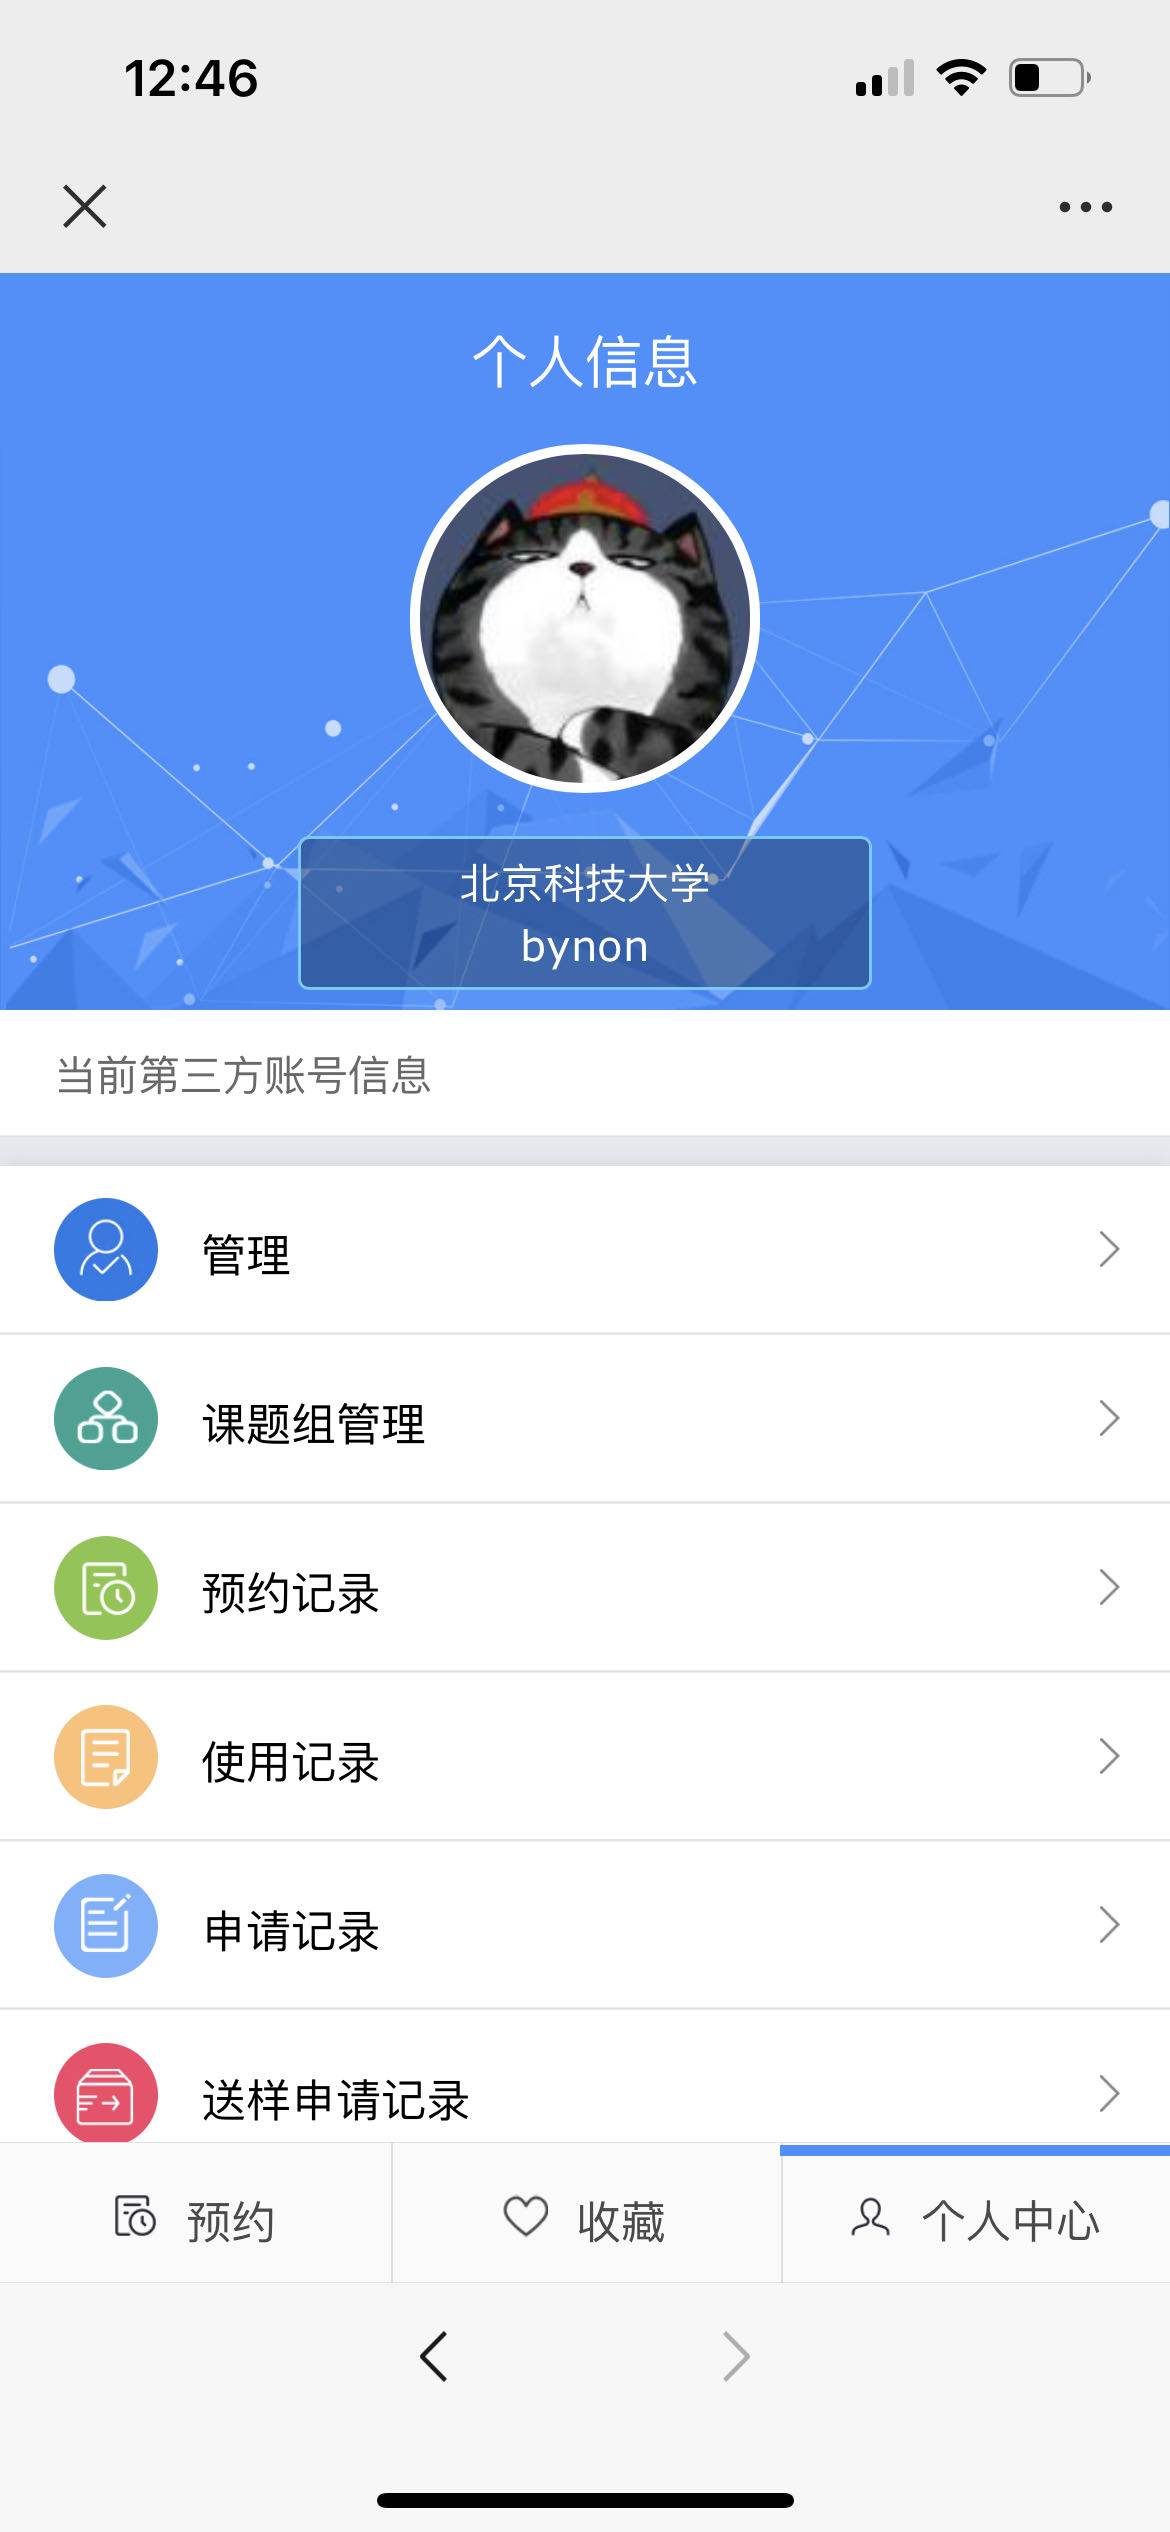 12:46
个人信息
北京科技大学
bynon
当前第三方账号信息
管理
课题组管理
预约记录
使用记录
申请记录
送样申请记录
预约
收藏
个人中心